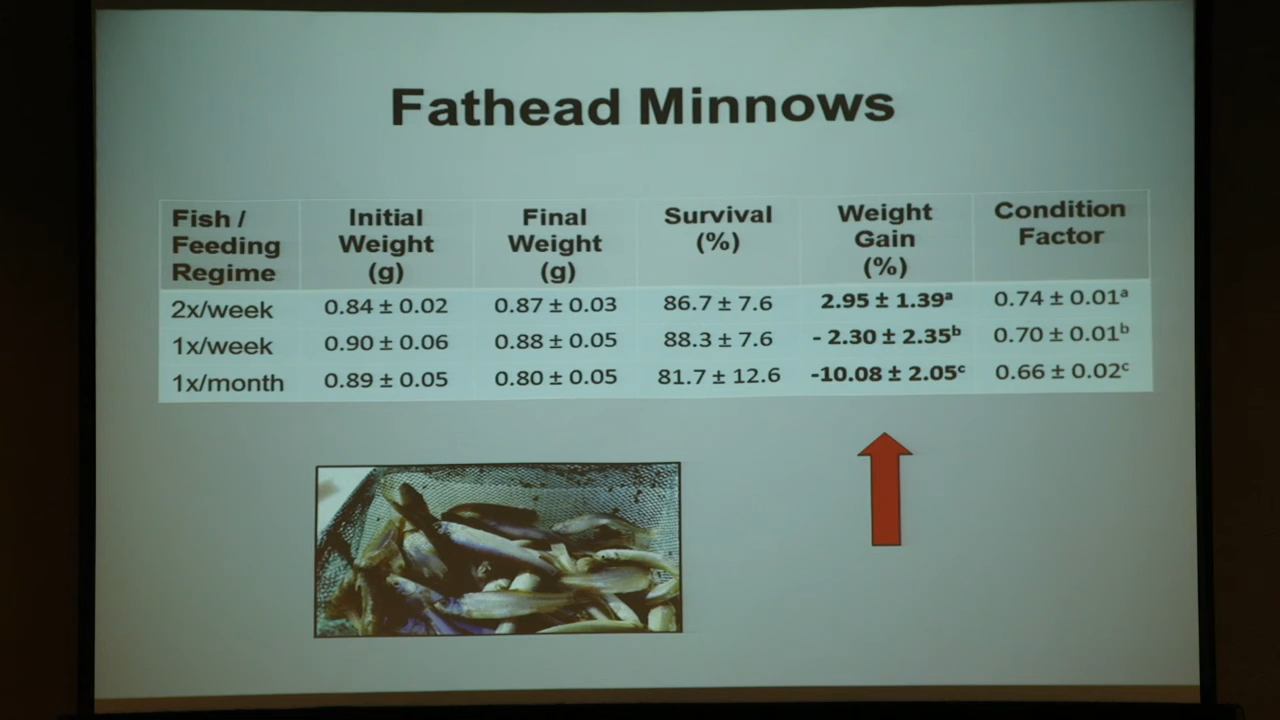 Fathead Minnows
Fish / Feeding Regime	Initial Weight (g)	Final Weight (g)	Survival (%)	Weight Gain (%)	Condition Factor
2x/week	0.84 ± 0.02	0.87 ± 0.03	86.7 ± 7.6	2.95 ± 1.39ᵃ	0.74 ± 0.01ᵃ
1x/week	0.90 ± 0.06	0.88 ± 0.05	88.3 ± 7.6	- 2.30 ± 2.35ᵇ	0.70 ± 0.01ᵇ
1x/month	0.89 ± 0.05	0.80 ± 0.05	81.7 ± 12.6	-10.08 ± 2.05ᶜ	0.66 ± 0.02ᶜ